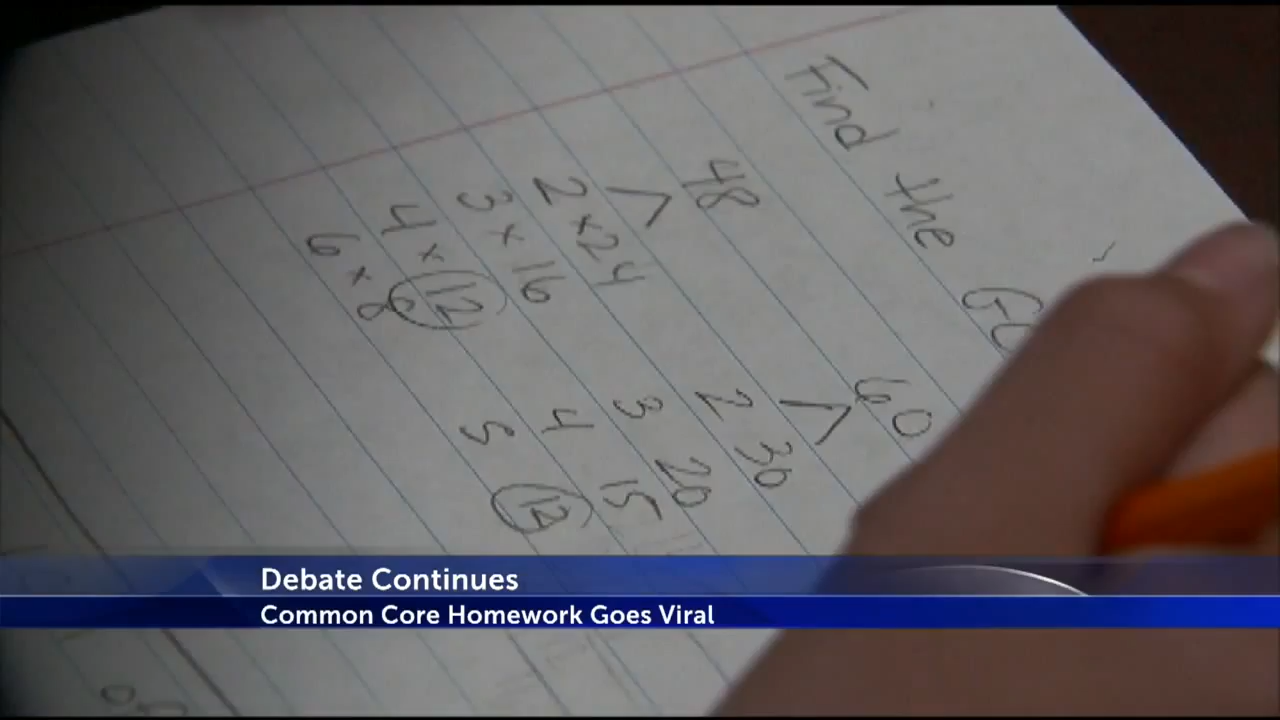 Find the
48
2 x 24
3 x 16
4 x 12
6 x 8
60
2 30
3 20
4 15
5 12
Debate Continues
Common Core Homework Goes Viral